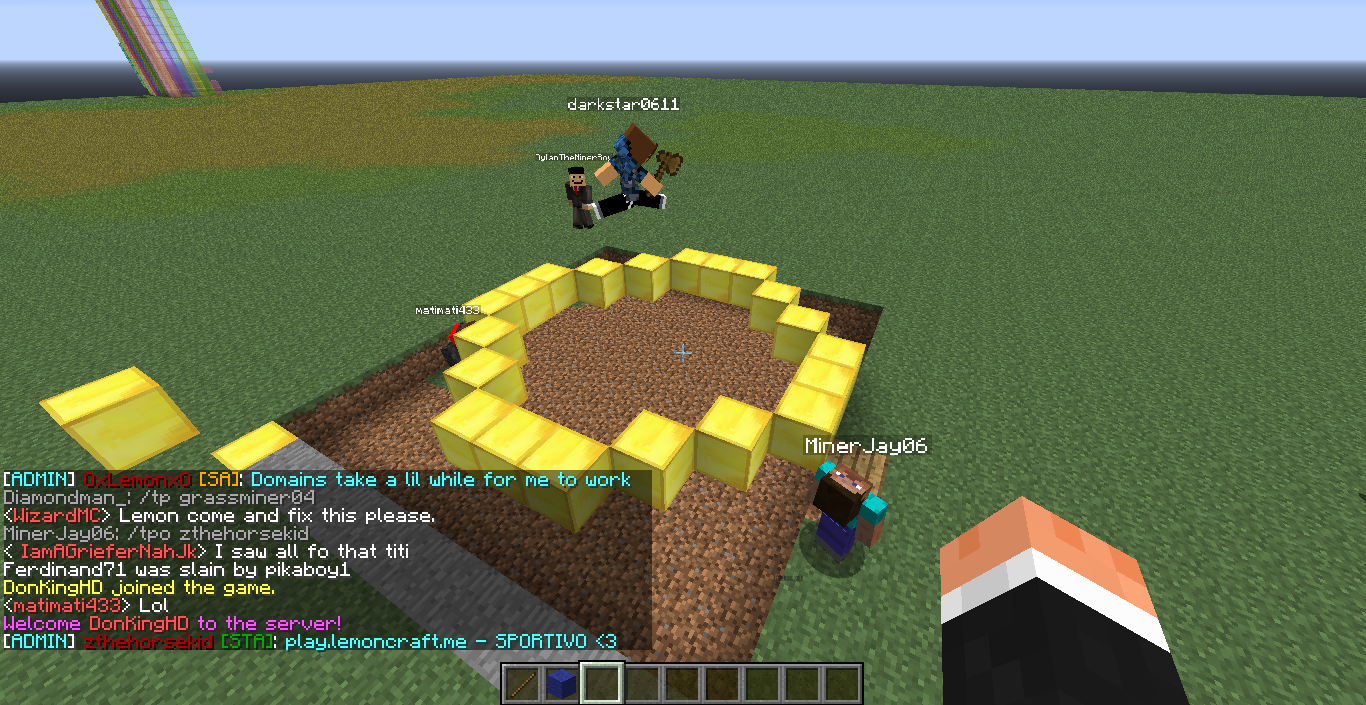 darkstar0611
DylanTheMinerBoy
matimati433
MinerJay06
[ADMIN] OxLemonxO [SA]: Domains take a lil while for me to work
Diamondman_: /tp grassminer04
<WizardMC> Lemon come and fix this please.
MinerJay06: /tpo zthehorsekid
< IamAGrieferNahJk> I saw all fo that titi
Ferdinand71 was slain by pikaboy1
DonKingHD joined the game.
<matimati433> Lol
Welcome DonKingHD to the server!
[ADMIN] zthehorsekid [STA]: play.lemoncraft.me - SPORTIVO <3